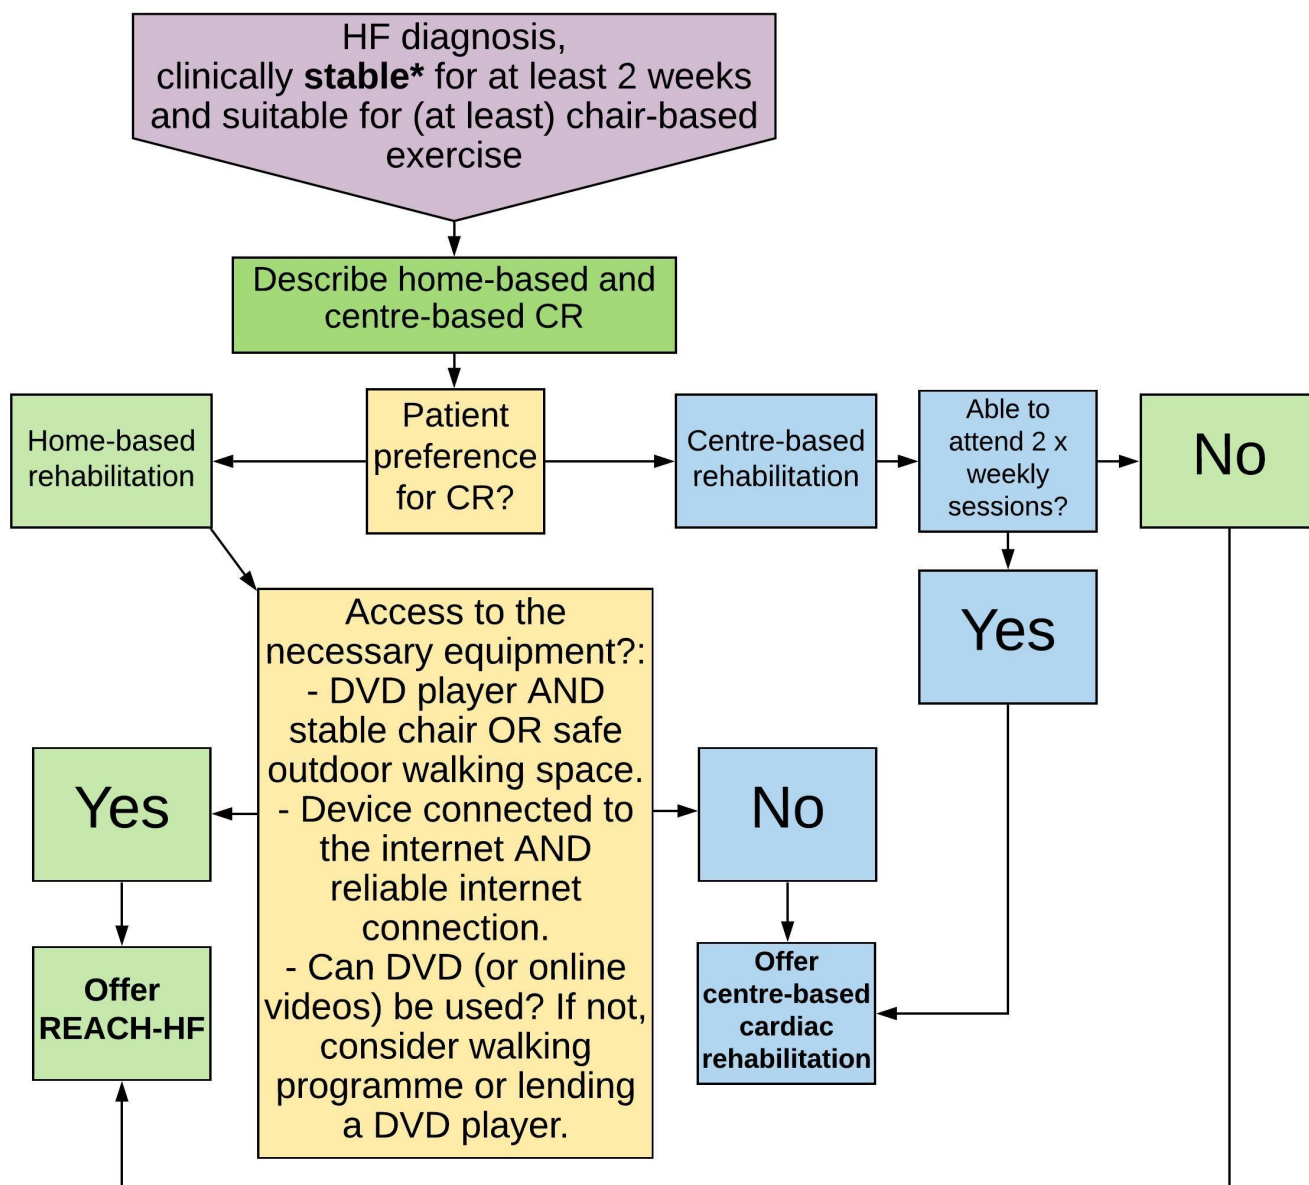 HF diagnosis,
clinically stable* for at least 2 weeks
and suitable for (at least) chair-based
exercise
Describe home-based and
centre-based CR
Home-based
rehabilitation
Patient
preference
for CR?
Centre-based
rehabilitation
Able to
attend 2 x
weekly
sessions?
No
Yes
Access to the
necessary equipment?:
- DVD player AND
stable chair OR safe
outdoor walking space.
- Device connected to
the internet AND
reliable internet
connection.
- Can DVD (or online
videos) be used? If not,
consider walking
programme or lending
a DVD player.
Yes
No
Offer
REACH-HF
Offer
centre-based
cardiac
rehabilitation